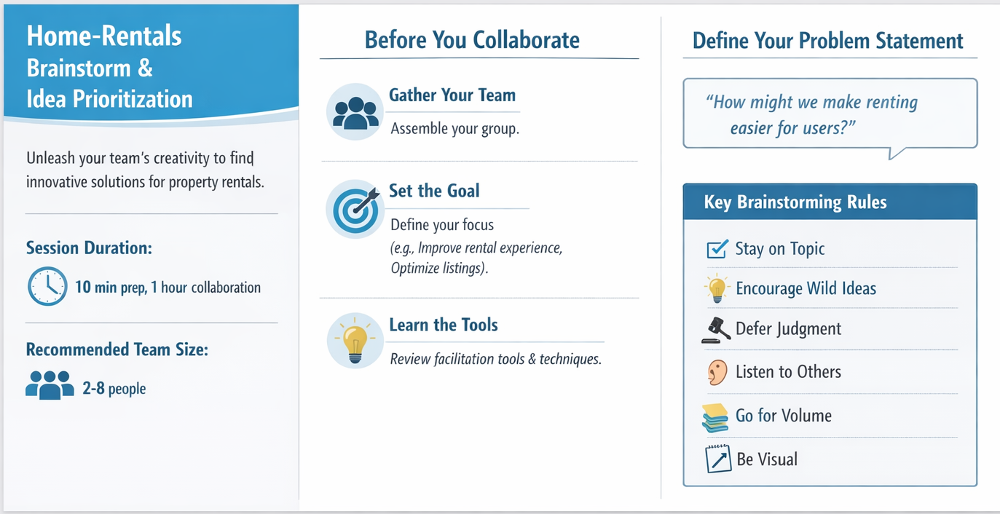 Home-Rentals
Brainstorm &
Idea Prioritization
Unleash your team's creativity to find
innovative solutions for property rentals.
Session Duration:
10 min prep, 1 hour collaboration
Recommended Team Size:
2-8 people
Before You Collaborate
Gather Your Team
Assemble your group.
Set the Goal
Define your focus
(e.g., Improve rental experience,
Optimize listings).
Learn the Tools
Review facilitation tools & techniques.
Define Your Problem Statement
“How might we make renting
easier for users?”
Key Brainstorming Rules
Stay on Topic
Encourage Wild Ideas
Defer Judgment
Listen to Others
Go for Volume
Be Visual